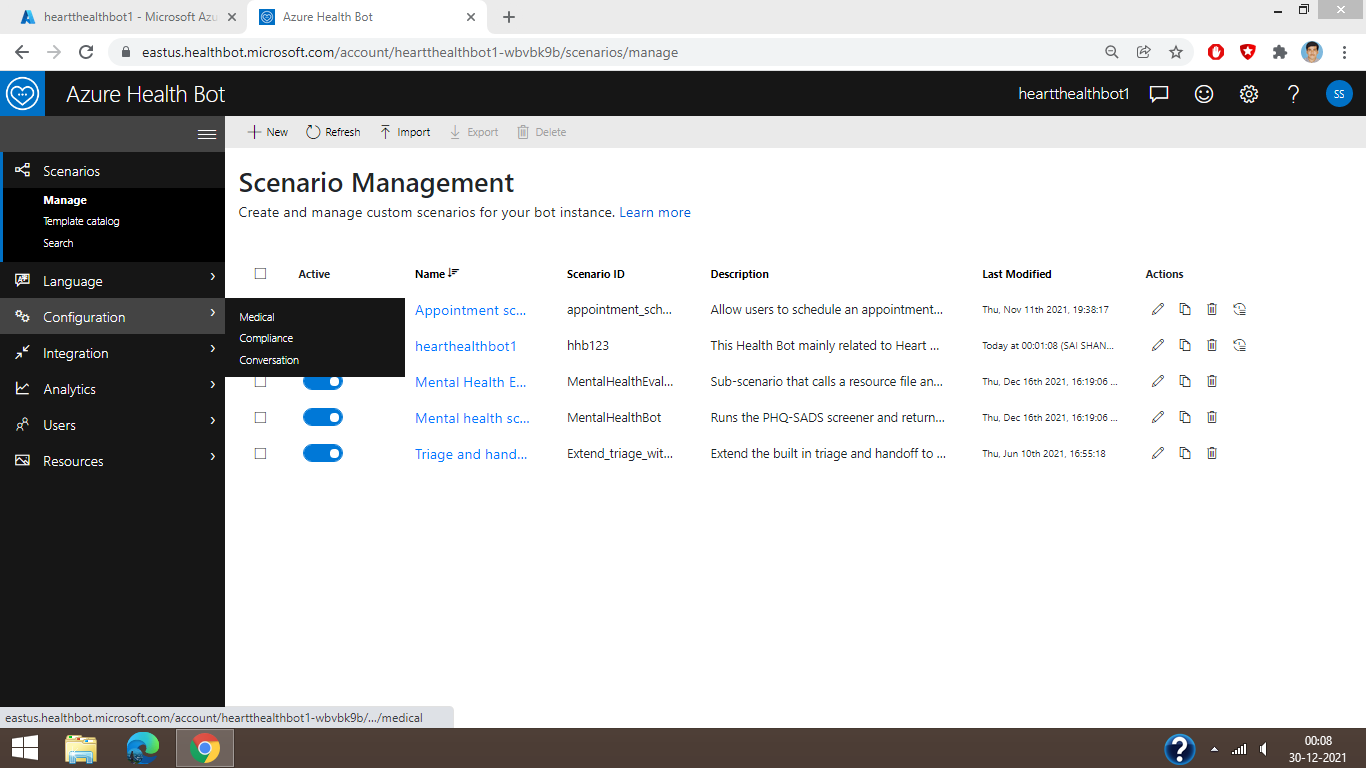 heartthealthbot1 - Microsoft Azu
Azure Health Bot
eastus.healthbot.microsoft.com/account/heartthealthbot1-wbvbk9b/scenarios/manage
Azure Health Bot
heartthealthbot1
SS
New
Refresh
Import
Export
Delete
Scenarios
Manage
Template catalog
Search
Language
Configuration
Integration
Analytics
Users
Resources
Medical
Compliance
Conversation
Scenario Management
Create and manage custom scenarios for your bot instance. Learn more
Active Name Scenario ID Description Last Modified Actions
Appointment sc... appointment_sch... Allow users to schedule an appointment... Thu, Nov 11th 2021, 19:38:17
hearthealthbot1 hhb123 This Health Bot mainly related to Heart ... Today at 00:01:08 (SAI SHAN...
Mental Health E... MentalHealthEval... Sub-scenario that calls a resource file an... Thu, Dec 16th 2021, 16:19:06 ...
Mental health sc... MentalHealthBot Runs the PHQ-SADS screener and return... Thu, Dec 16th 2021, 16:19:06 ...
Triage and hand... Extend_triage_wit... Extend the built in triage and handoff to ... Thu, Jun 10th 2021, 16:55:18
eastus.healthbot.microsoft.com/account/heartthealthbot1-wbvbk9b/.../medical
00:08
30-12-2021